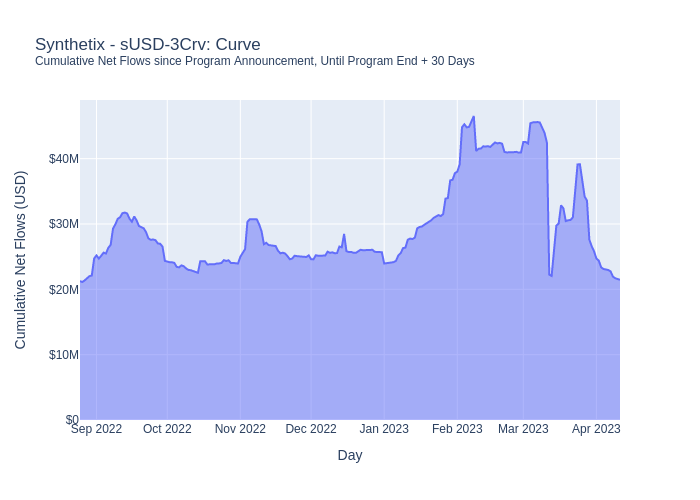 Synthetix - sUSD-3Crv: Curve
Cumulative Net Flows since Program Announcement, Until Program End + 30 Days
Cumulative Net Flows (USD)
$40M
$30M
$20M
$10M
$0
Sep 2022 Oct 2022 Nov 2022 Dec 2022 Jan 2023 Feb 2023 Mar 2023 Apr 2023
Day